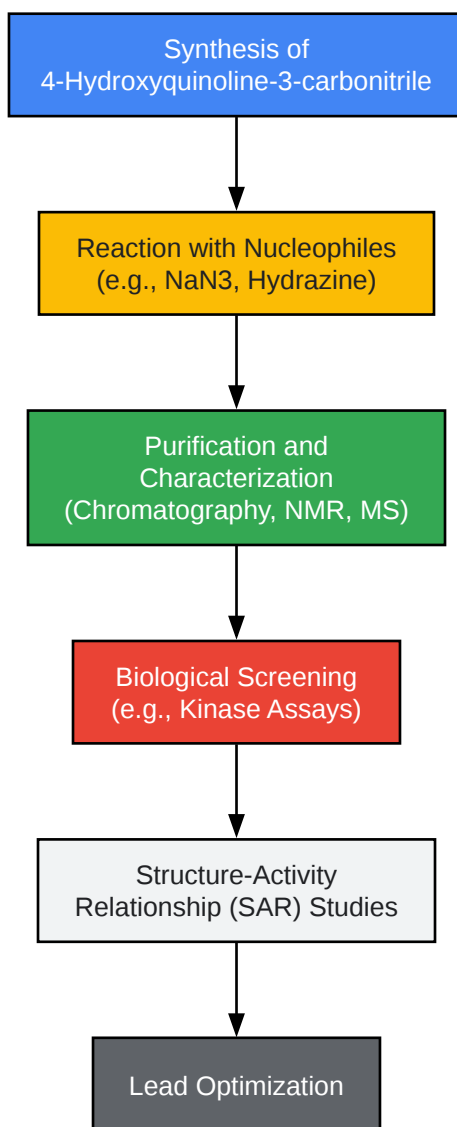 Synthesis of
4-Hydroxyquinoline-3-carbonitrile
Reaction with Nucleophiles
(e.g., NaN3, Hydrazine)
Purification and
Characterization
(Chromatography, NMR, MS)
Biological Screening
(e.g., Kinase Assays)
Structure-Activity
Relationship (SAR) Studies
Lead Optimization